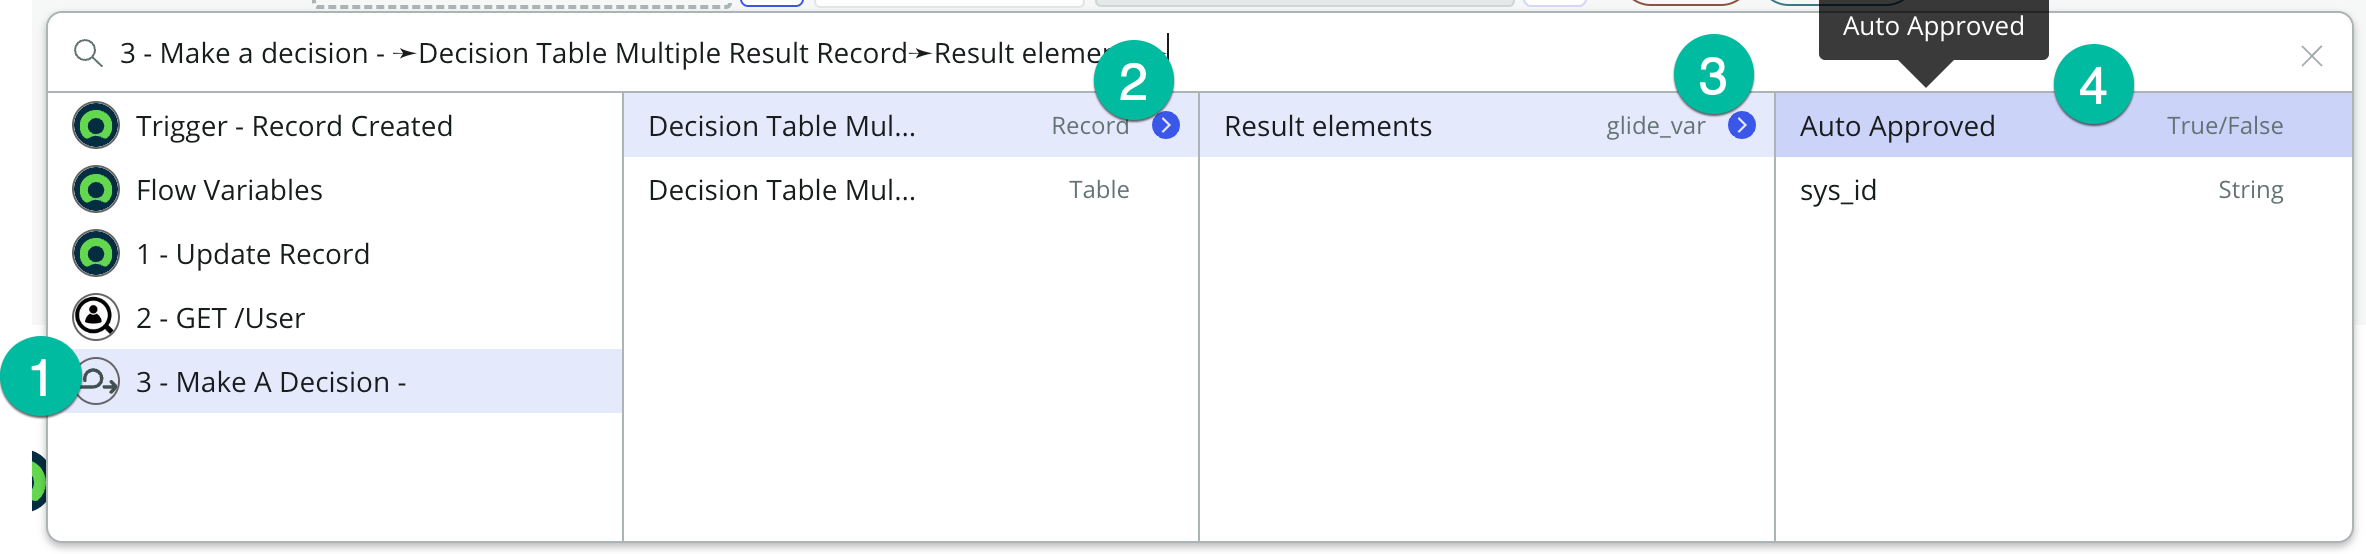 Auto Approved
3 - Make a decision - ➛Decision Table Multiple Result Record➛Result eleme
2
3
4
Trigger - Record Created
Decision Table Mul... Record
Result elements glide_var
Auto Approved True/False
Flow Variables
Decision Table Mul... Table
sys_id String
1 - Update Record
2 - GET /User
1
3 - Make A Decision -